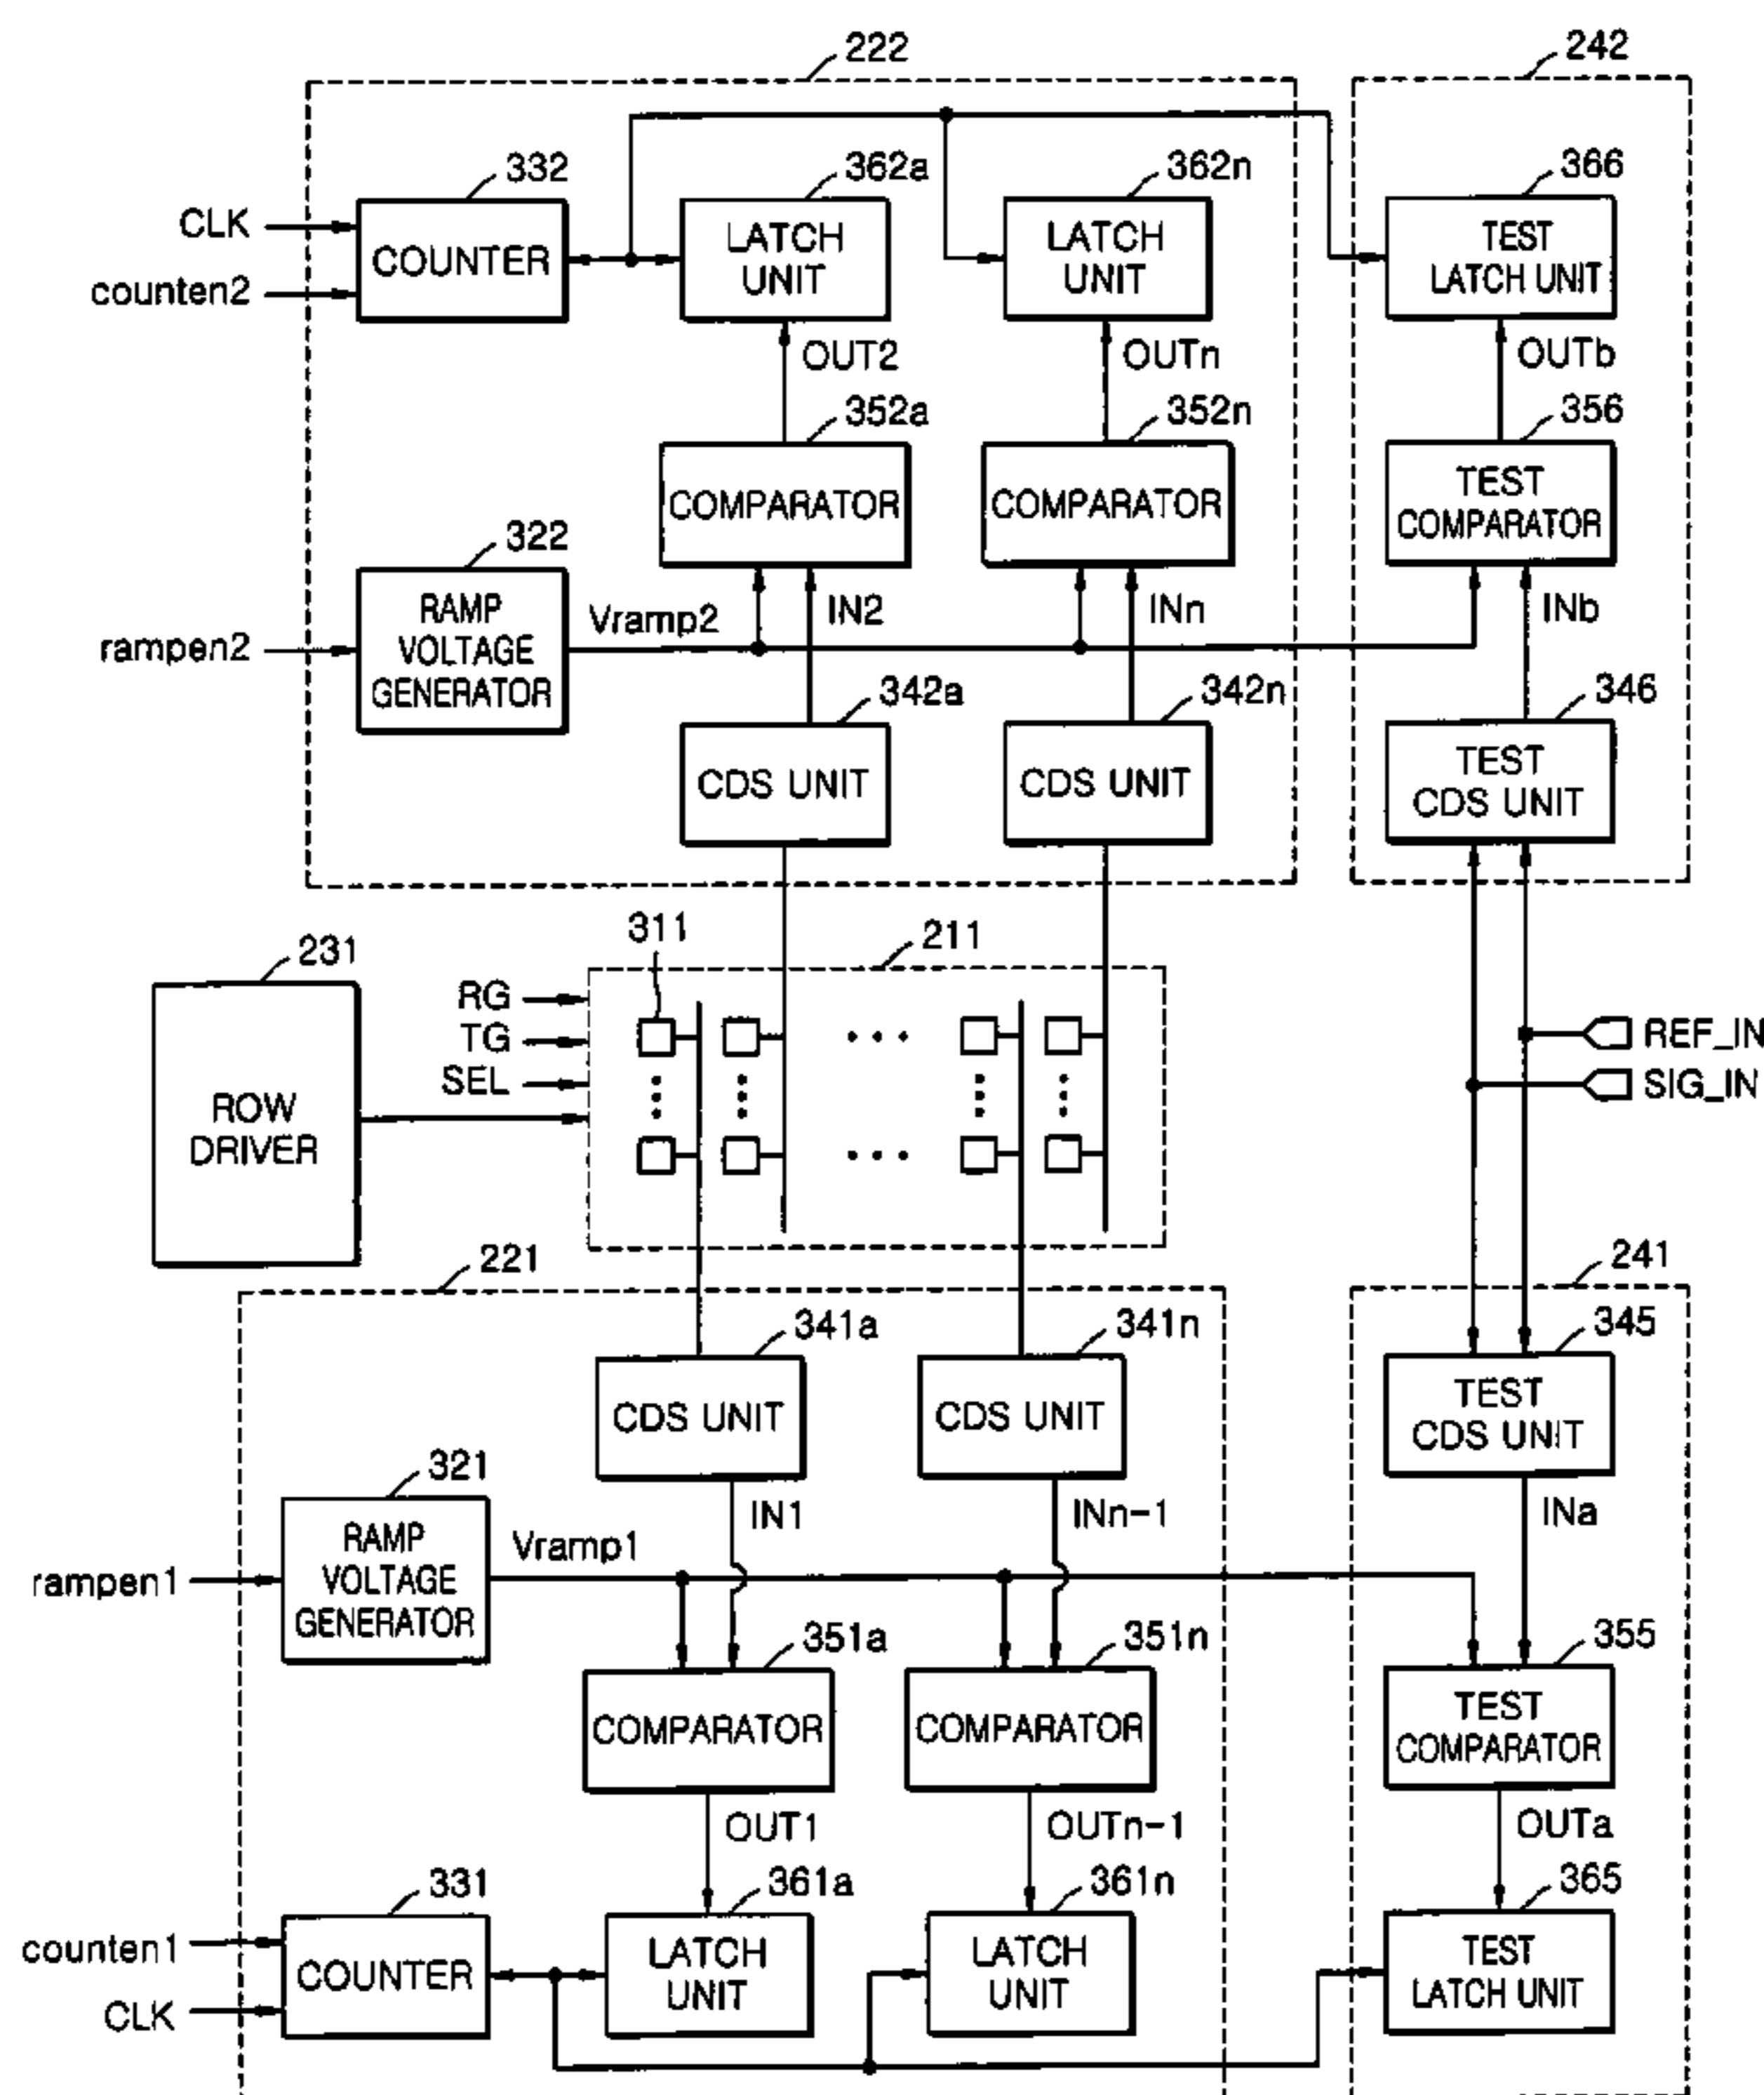 222
242
332
362a
362n
366
CLK
counten2
COUNTER
LATCH
UNIT
LATCH
UNIT
TEST
LATCH UNIT
OUT2
OUTn
OUTb
352a
352n
356
COMPARATOR
COMPARATOR
TEST
COMPARATOR
322
rampen2
RAMP
VOLTAGE
GENERATOR
Vramp2
IN2
INn
INb
342a
342n
346
CDS UNIT
CDS UNIT
TEST
CDS UNIT
311
211
231
ROW
DRIVER
RG
TG
SEL
REF_IN
SIG_IN
221
241
341a
341n
345
CDS UNIT
CDS UNIT
TEST
CDS UNIT
321
rampen1
RAMP
VOLTAGE
GENERATOR
Vramp1
IN1
INn-1
INa
351a
351n
355
COMPARATOR
COMPARATOR
TEST
COMPARATOR
OUT1
OUTn-1
OUTa
331
361a
361n
365
counten1
CLK
COUNTER
LATCH
UNIT
LATCH
UNIT
TEST
LATCH UNIT